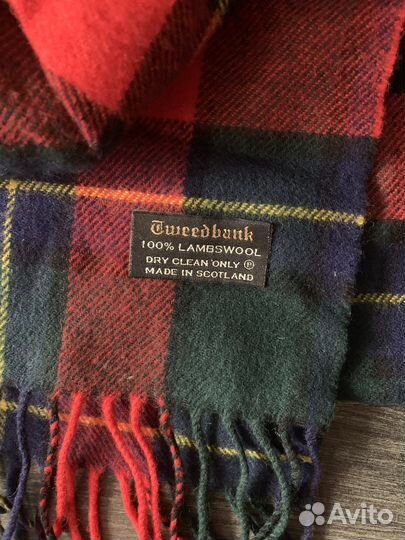 Tweedbank
100% LAMBSWOOL
DRY CLEAN ONLY Ⓟ
MADE IN SCOTLAND
Avito